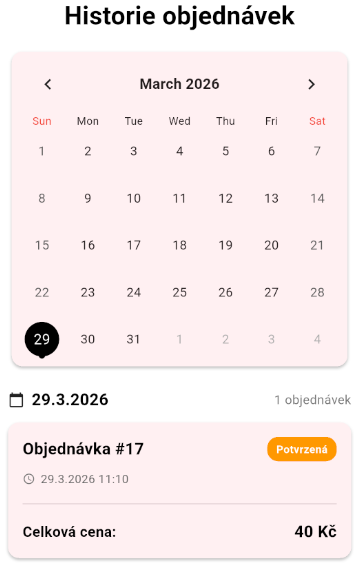 Historie objednávek
March 2026
Sun Mon Tue Wed Thu Fri Sat
1 2 3 4 5 6 7
8 9 10 11 12 13 14
15 16 17 18 19 20 21
22 23 24 25 26 27 28
29 30 31 1 2 3 4
29.3.2026 1 objednávek
Objednávka #17 Potvrzená
29.3.2026 11:10
Celková cena: 40 Kč